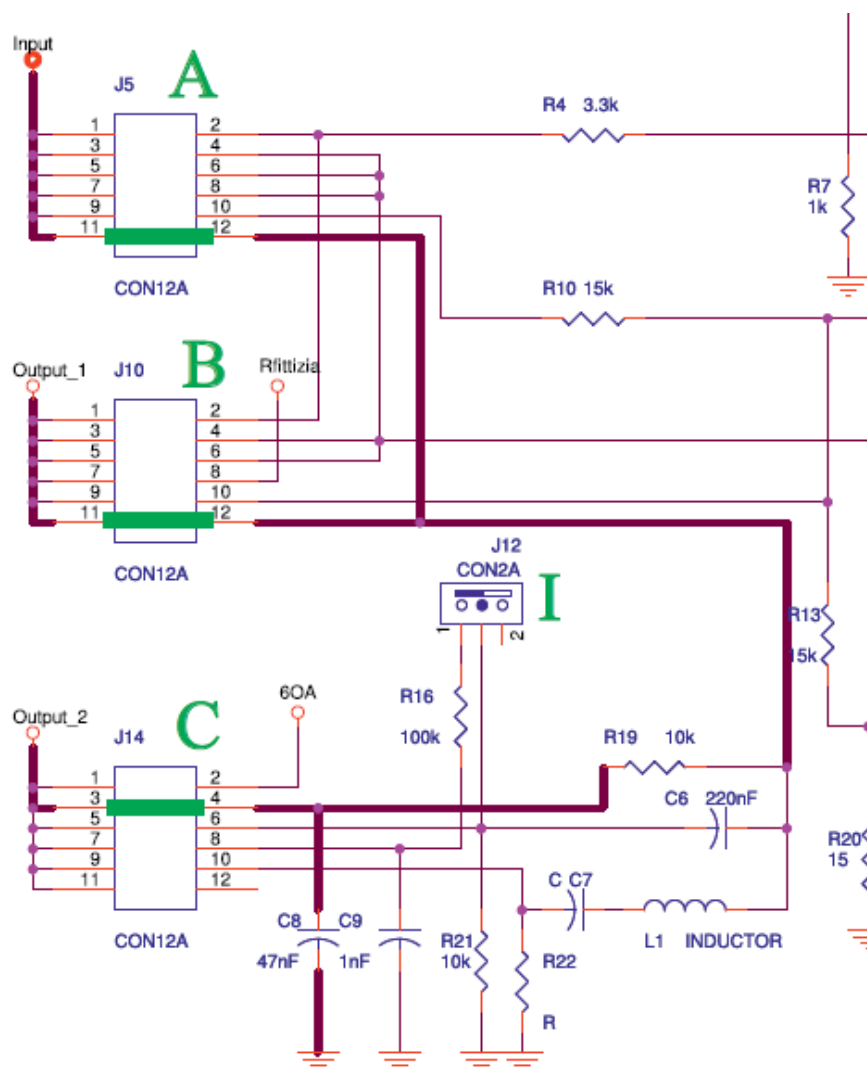 Input
J5 A
R4 3.3k
1 2
3 4
5 6
7 8
9 10
11 12
R7
1k
CON12A
R10 15k
Output_1
J10 B
Rfittizia
1 2
3 4
5 6
7 8
9 10
11 12
CON12A
J12
CON2A
I
1 2
R13
15k
R16
100k
6OA
Output_2
J14 C
R19 10k
1 2
3 4
5 6
7 8
9 10
11 12
C6 220nF
R20
15
C C7
CON12A
C8 C9
47nF 1nF
R21
10k
R22
R
L1 INDUCTOR